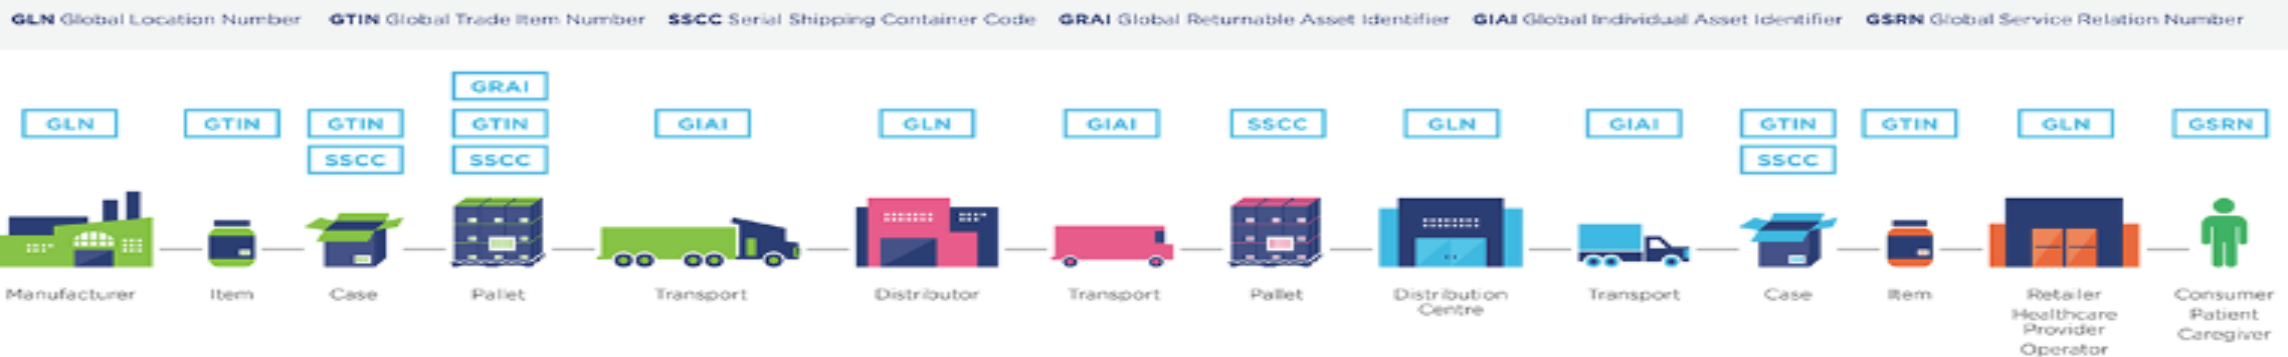 GLN Global Location Number GTIN Global Trade Item Number SSCC Serial Shipping Container Code GRAI Global Returnable Asset Identifier GIAI Global Individual Asset Identifier GSRN Global Service Relation Number
GRAI
GLN GTIN GTIN GTIN GIAI GLN GIAI SSCC GLN GIAI GTIN GTIN GLN GSRN
SSCC SSCC SSCC
Manufacturer Item Case Pallet Transport Distributor Transport Pallet Distribution Transport Case Item Retailer Consumer
Centre Healthcare Patient
Provider Caregiver
Operator